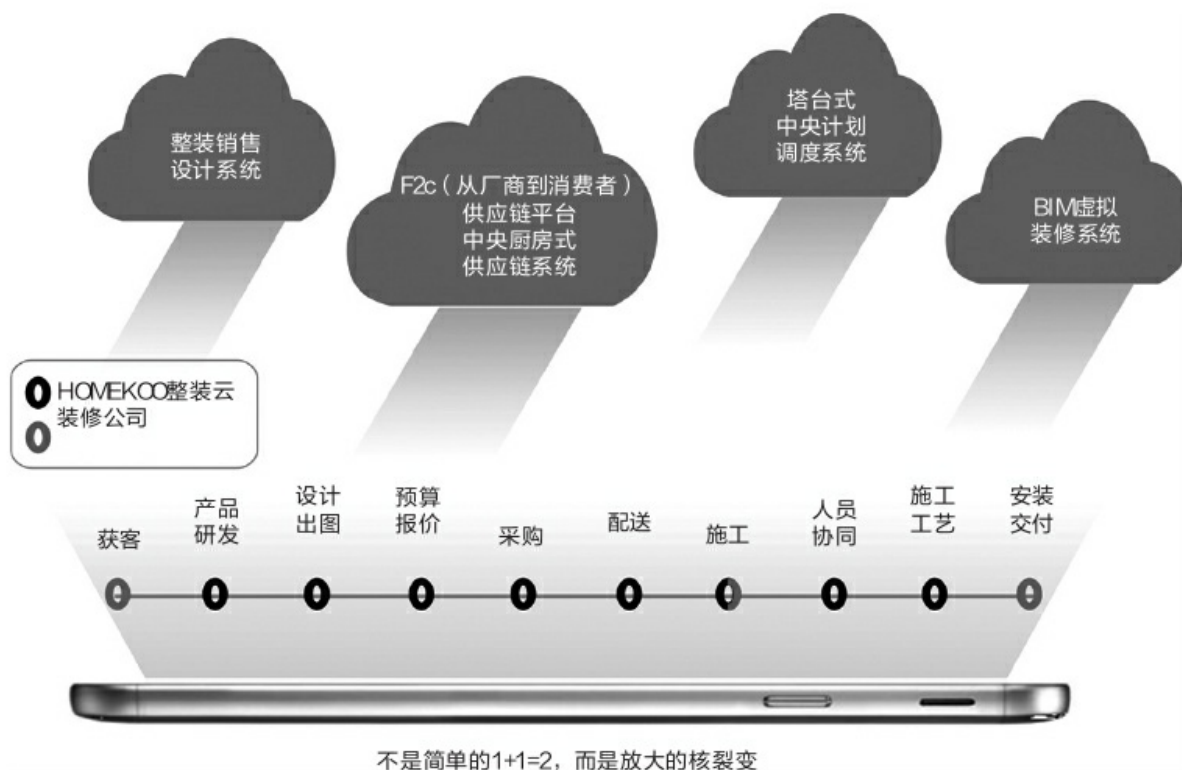 整装销售
设计系统
F2c（从厂商到消费者）
供应链平台
中央厨房式
供应链系统
塔台式
中央计划
调度系统
BIM虚拟
装修系统
HOMEKOO整装云
装修公司
获客
产品
研发
设计
出图
预算
报价
采购
配送
施工
人员
协同
施工
工艺
安装
交付
不是简单的1+1=2，而是放大的核裂变